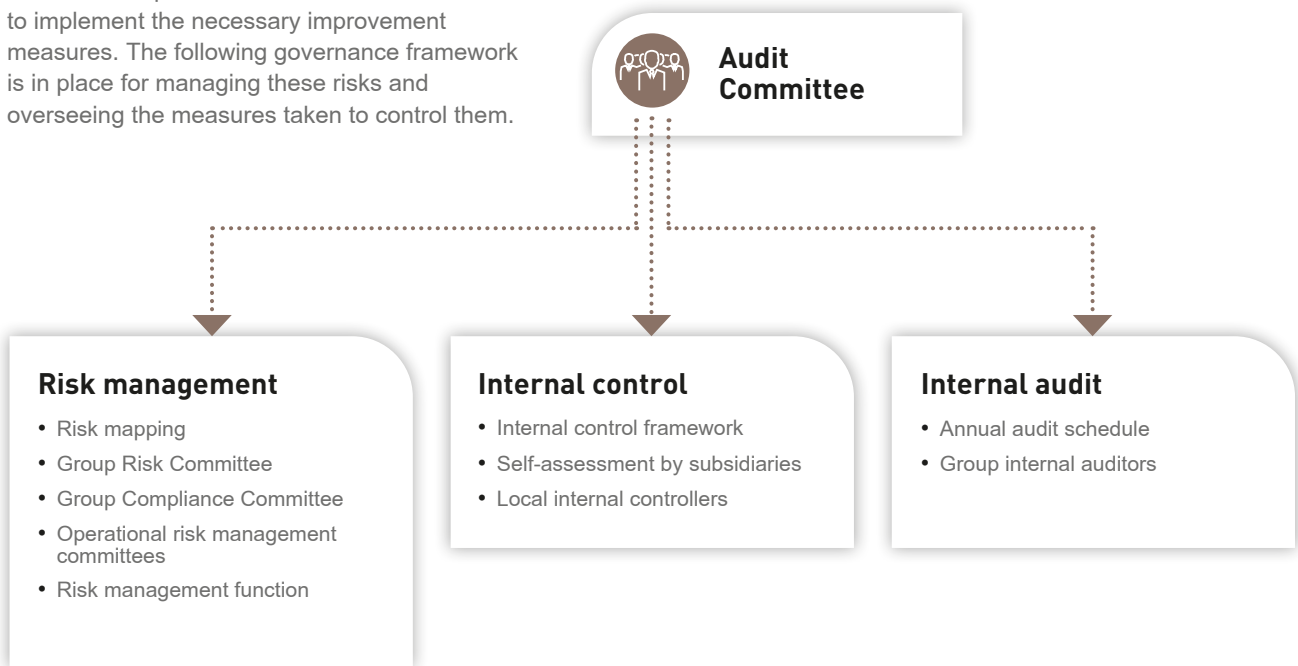 to implement the necessary improvement
measures. The following governance framework
is in place for managing these risks and
overseeing the measures taken to control them.
Audit
Committee
Risk management
• Risk mapping
• Group Risk Committee
• Group Compliance Committee
• Operational risk management
committees
• Risk management function
Internal control
• Internal control framework
• Self-assessment by subsidiaries
• Local internal controllers
Internal audit
• Annual audit schedule
• Group internal auditors